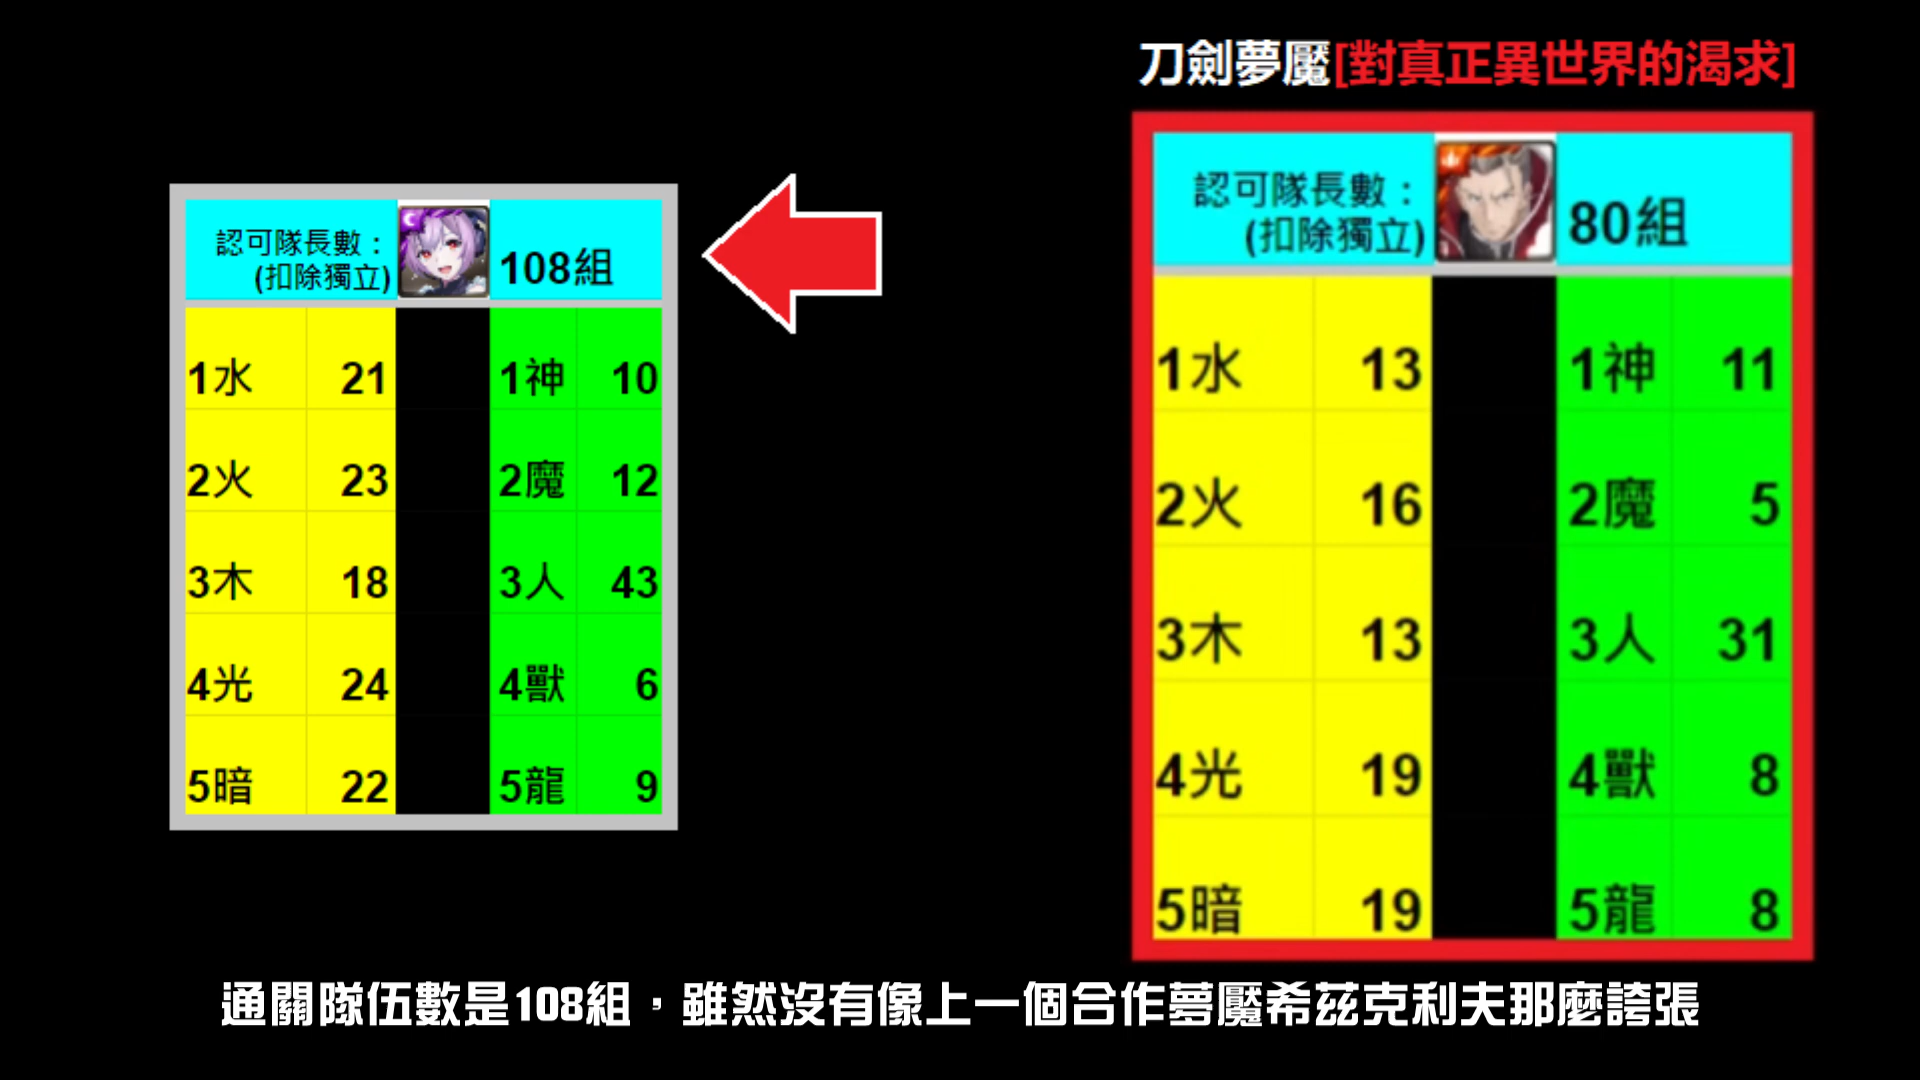 刀劍夢魘[對真正異世界的渴求]
認可隊長數：
(扣除獨立)
108組
1水 21 1神 10
2火 23 2魔 12
3木 18 3人 43
4光 24 4獸 6
5暗 22 5龍 9
認可隊長數：
(扣除獨立)
80組
1水 13 1神 11
2火 16 2魔 5
3木 13 3人 31
4光 19 4獸 8
5暗 19 5龍 8
通關隊伍數是108組，雖然沒有像上一個合作夢魘希茲克利夫那麼誇張